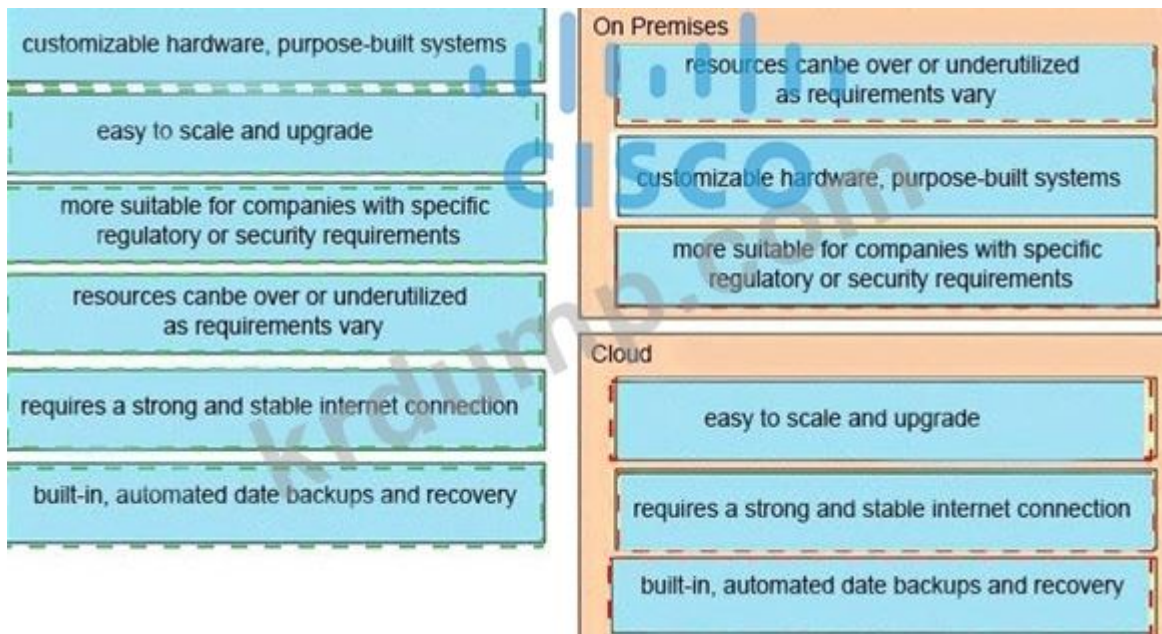 customizable hardware, purpose-built systems
easy to scale and upgrade
more suitable for companies with specific
regulatory or security requirements
resources canbe over or underutilized
as requirements vary
requires a strong and stable internet connection
built-in, automated date backups and recovery
On Premises
resources canbe over or underutilized
as requirements vary
customizable hardware, purpose-built systems
more suitable for companies with specific
regulatory or security requirements
Cloud
easy to scale and upgrade
requires a strong and stable internet connection
built-in, automated date backups and recovery
CISCO
krdump.com